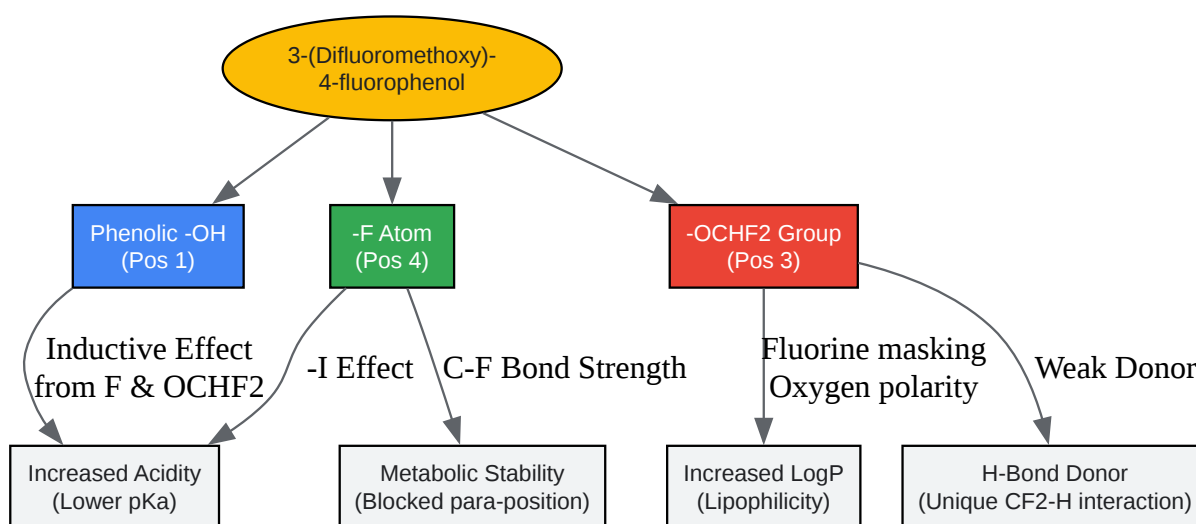 3-(Difluoromethoxy)-
4-fluorophenol
Phenolic -OH
(Pos 1)
-F Atom
(Pos 4)
-OCHF2 Group
(Pos 3)
Inductive Effect
from F & OCHF2
-I Effect
C-F Bond Strength
Fluorine masking
Oxygen polarity
Weak Donor
Increased Acidity
(Lower pKa)
Metabolic Stability
(Blocked para-position)
Increased LogP
(Lipophilicity)
H-Bond Donor
(Unique CF2-H interaction)